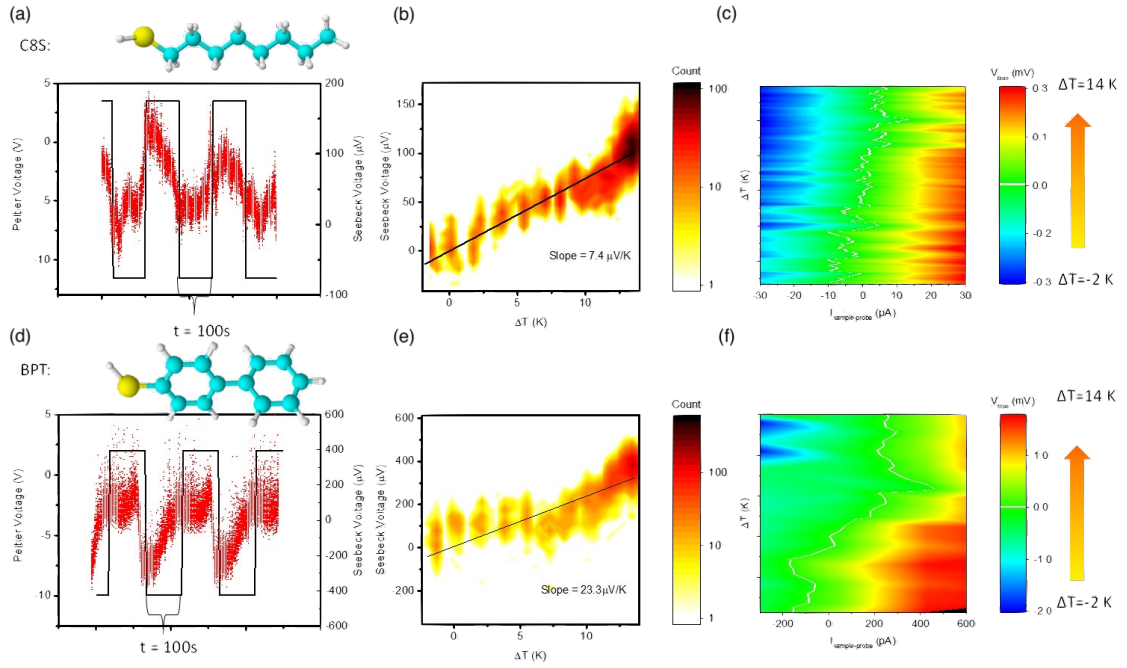 (a)
C8S:
Peltier Voltage (V)
5
0
-5
-10
200
100
0
-100
Seebeck Voltage (µV)
t = 100s
(b)
Seebeck Voltage (µV)
150
100
50
0
0
5
10
ΔT (K)
Slope = 7.4 µV/K
Count
100
10
1
(c)
ΔT (K)
-30
-20
-10
0
10
20
30
I sample-probe (pA)
V Bias (mV)
0.3
0.1
0.0
-0.2
-0.3
ΔT=14 K
ΔT=-2 K
(d)
BPT:
Peltier Voltage (V)
5
0
-5
-10
600
400
200
0
-200
-400
-600
Seebeck Voltage (µV)
t = 100s
(e)
Seebeck Voltage (µV)
600
400
200
0
-200
0
5
10
ΔT (K)
Slope = 23.3µV/K
Count
100
10
1
(f)
ΔT (K)
-200
0
200
400
600
I sample-probe (pA)
(mV)
1.0
0.0
-1.0
-2.0
ΔT=14 K
ΔT=-2 K